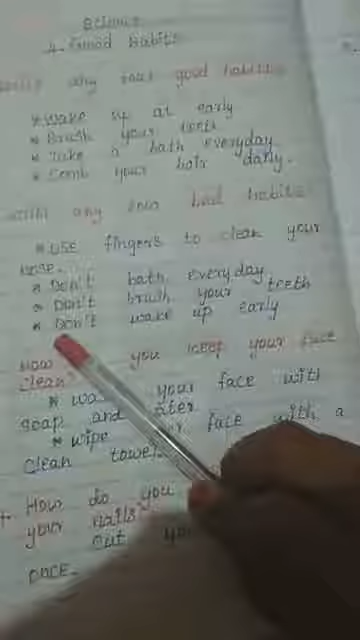 Science
4. Good habits
Write any four good habits
* Wake up at early
* Brush your teeth
* Take a bath everyday
* Comb your hair daily.
write any four bad habits
* use fingers to clean your
nose.
* Don't bath everyday
* Don't brush your teeth
* Don't wake up early
How you keep your face
clean?
* your face with
soap and
* wipe face with a
clean towel
How do you
your nails
cut
once.